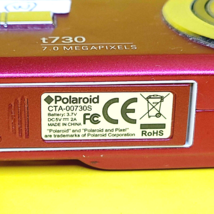 t730
7.0 MEGAPIXELS
Polaroid
CTA-00730S
Battery: 3.7V
DC5V ⎓ 2A
MADE IN CHINA
FC CE
RoHS
"Polaroid" and "Polaroid and Pixel"
are trademarks of Polaroid Corporation